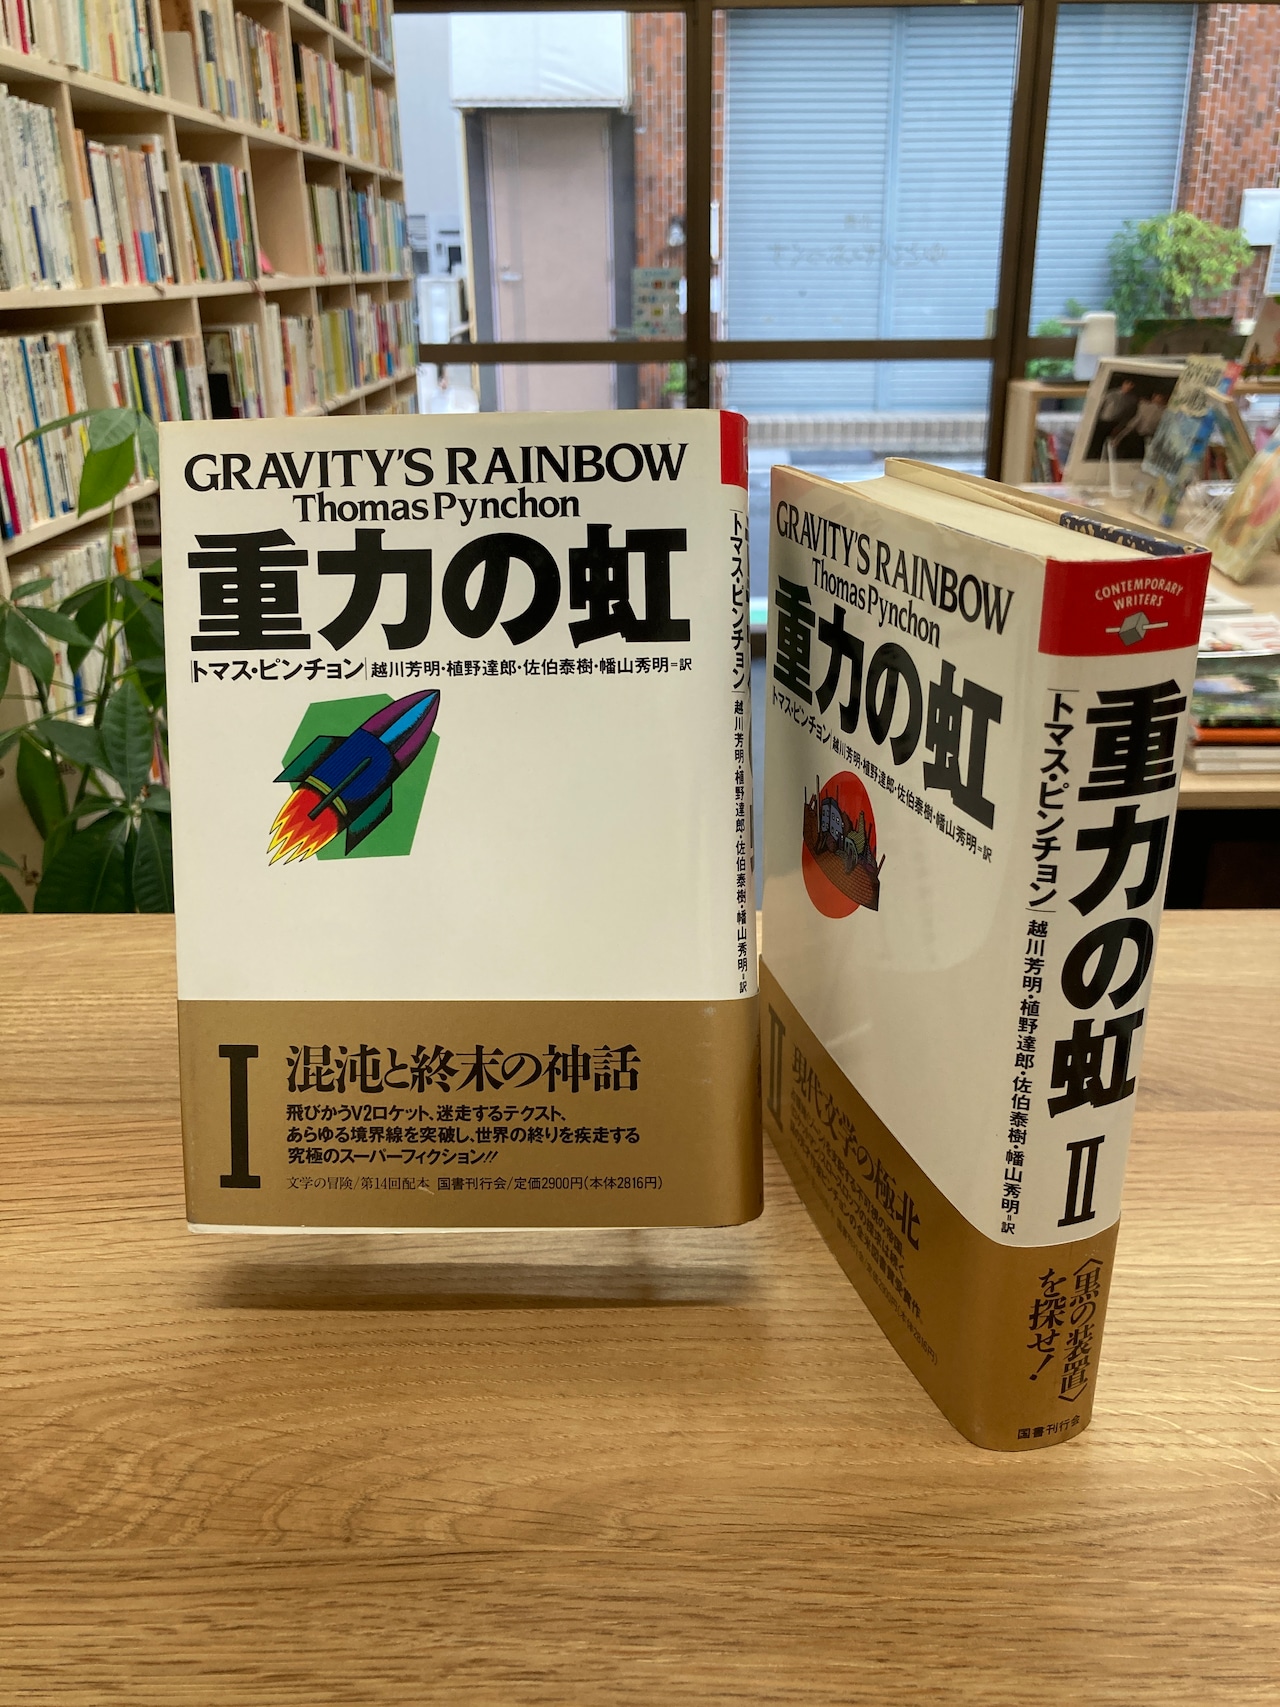 GRAVITY'S RAINBOW
Thomas Pynchon
重力の虹
トマス・ピンチョン 越川芳明・植野達郎・佐伯泰樹・幡山秀明=訳
I
混沌と終末の神話
飛びかうV2ロケット、迷走するテクスト、
あらゆる境界線を突破し、世界の終りを疾走する
究極のスーパーフィクション!!
文学の冒険/第14回配本 国書刊行会/定価2900円(本体2816円)
トマス・ピンチョン 越川芳明・植野達郎・佐伯泰樹・幡山秀明=訳
GRAVITY'S RAINBOW
Thomas Pynchon
重力の虹
トマス・ピンチョン 越川芳明・植野達郎・佐伯泰樹・幡山秀明=訳
II
現代文学の極北
CONTEMPORARY
WRITERS
重力の虹 II
トマス・ピンチョン 越川芳明・植野達郎・佐伯泰樹・幡山秀明=訳
〈黒の装置〉
を探せ!
国書刊行会